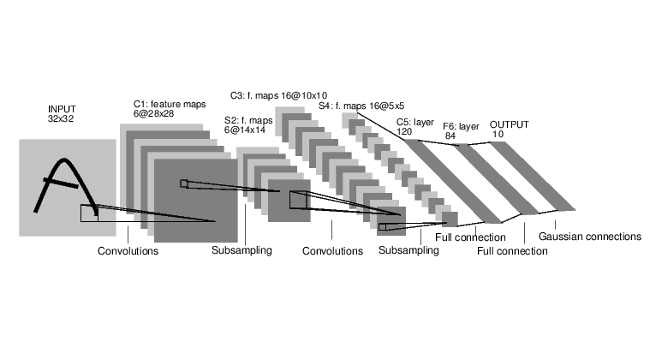 INPUT
32x32
C1: feature maps
6@28x28
S2: f. maps
6@14x14
C3: f. maps 16@10x10
S4: f. maps 16@5x5
C5: layer
120
F6: layer
84
OUTPUT
10
Convolutions
Subsampling
Convolutions
Subsampling
Full connection
Full connection
Gaussian connections